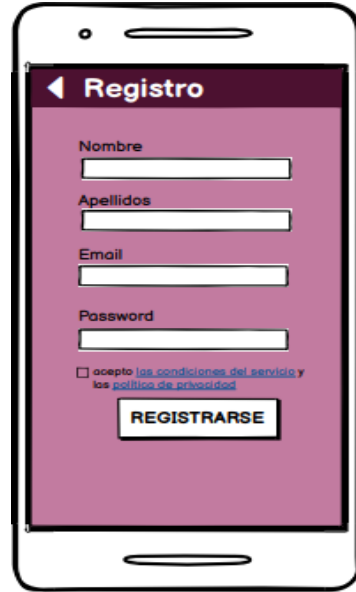 Registro
Nombre
Apellidos
Email
Password
acepto las condiciones del servicio y
las política de privacidad
REGISTRARSE